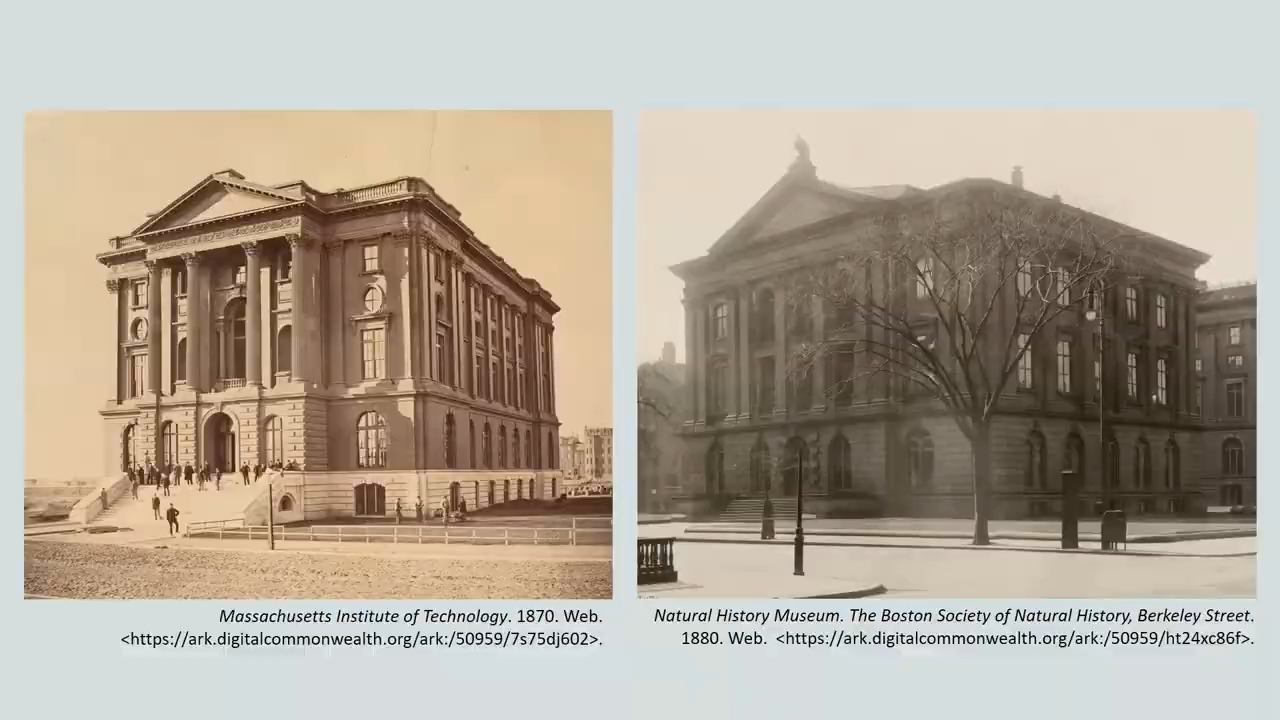 Massachusetts Institute of Technology. 1870. Web.
<https://ark.digitalcommonwealth.org/ark:/50959/7s75dj602>.
Natural History Museum. The Boston Society of Natural History, Berkeley Street.
1880. Web. <https://ark.digitalcommonwealth.org/ark:/50959/ht24xc86f>.